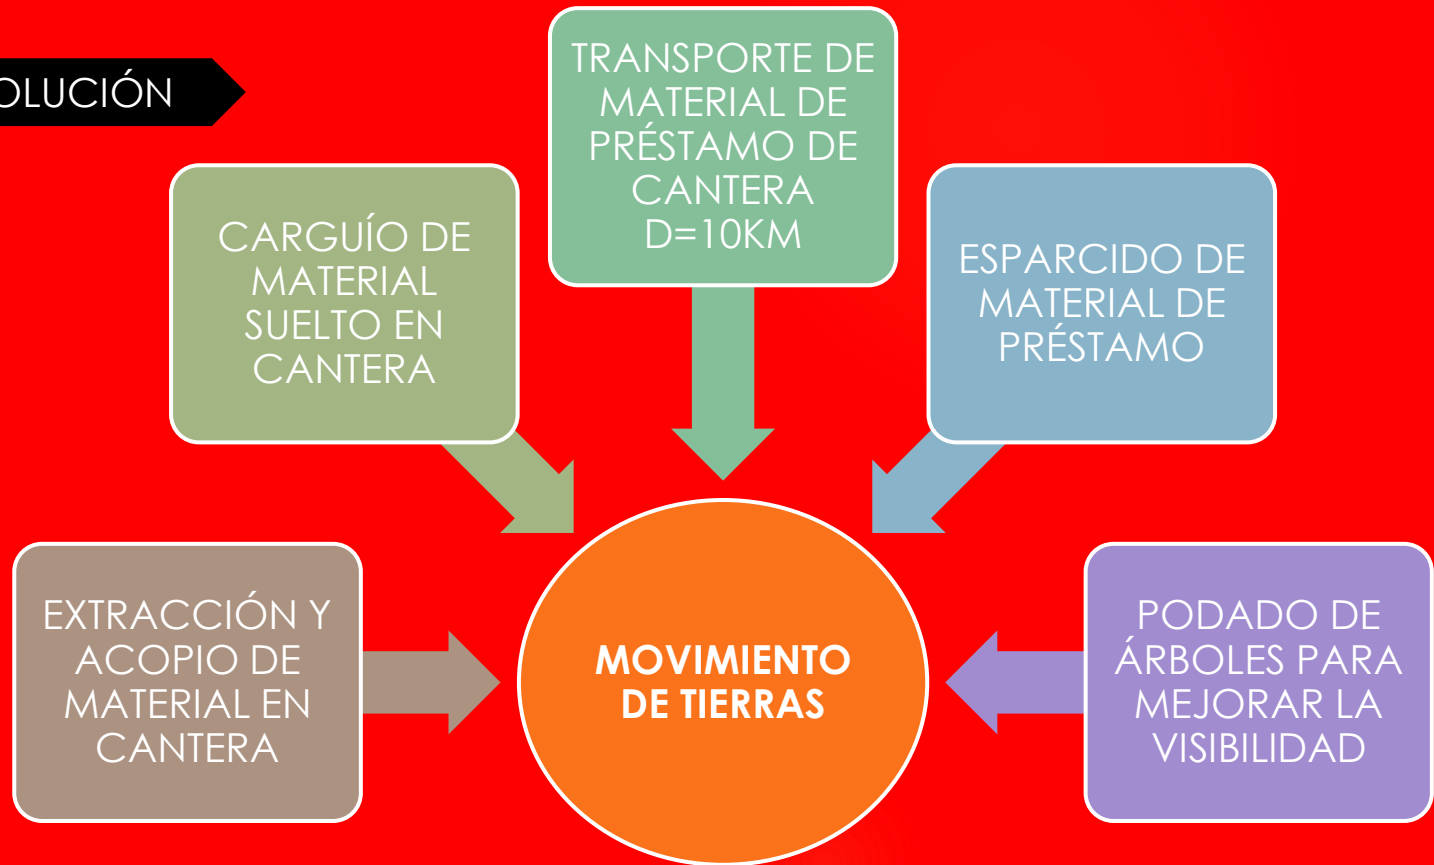 OLUCIÓN
TRANSPORTE DE
MATERIAL DE
PRÉSTAMO DE
CANTERA
D=10KM
CARGUÍO DE
MATERIAL
SUELTO EN
CANTERA
ESPARCIDO DE
MATERIAL DE
PRÉSTAMO
EXTRACCIÓN Y
ACOPIO DE
MATERIAL EN
CANTERA
MOVIMIENTO
DE TIERRAS
PODADO DE
ÁRBOLES PARA
MEJORAR LA
VISIBILIDAD